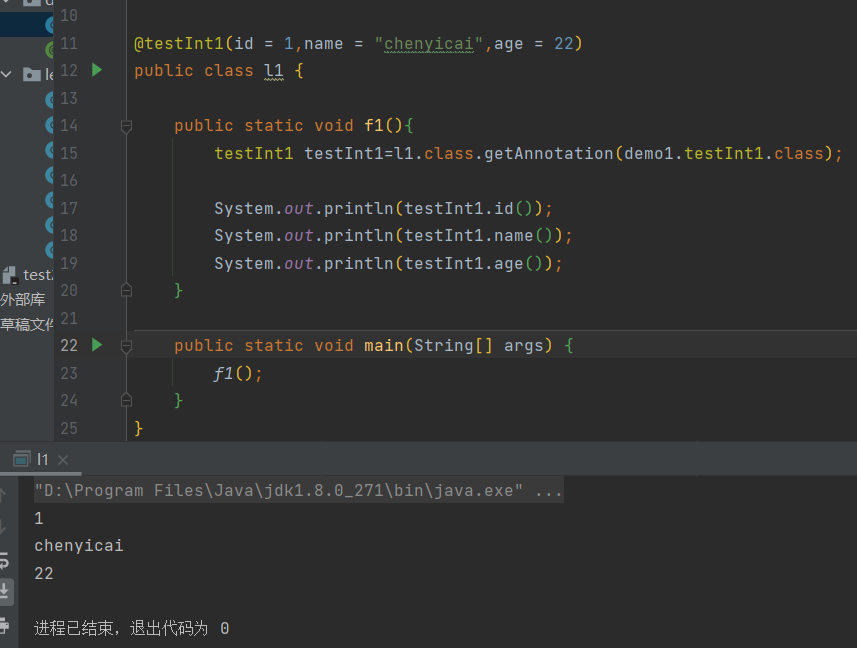 10
11 @testInt1(id = 1,name = "chenyicai",age = 22)
12 public class l1 {
13
14 public static void f1(){
15 testInt1 testInt1=l1.class.getAnnotation(demo1.testInt1.class);
16
17 System.out.println(testInt1.id());
18 System.out.println(testInt1.name());
19 System.out.println(testInt1.age());
20 }
21
22 public static void main(String[] args) {
23 f1();
24 }
25 }
test
外部库
草稿文件
l1
"D:\Program Files\Java\jdk1.8.0_271\bin\java.exe" ...
1
chenyicai
22
进程已结束，退出代码为 0